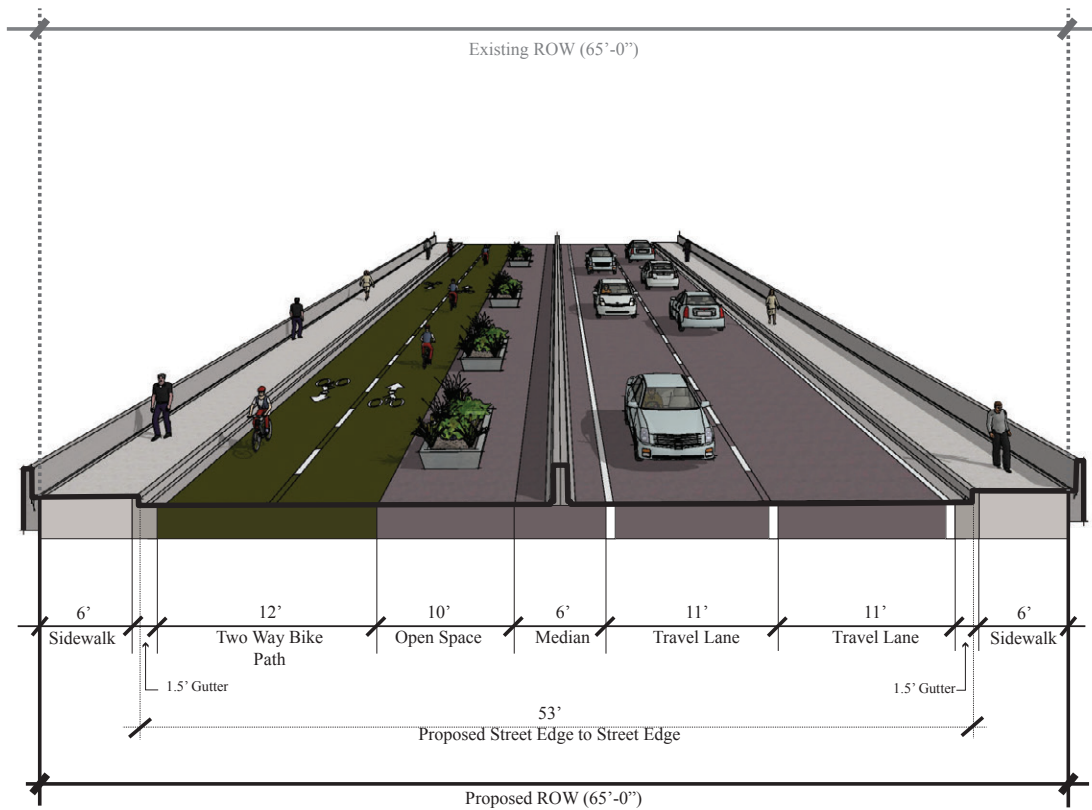 Existing ROW (65’-0”)
6’
12’
10’
6’
11’
11’
6’
Sidewalk
Two Way Bike
Path
Open Space
Median
Travel Lane
Travel Lane
Sidewalk
1.5’ Gutter
1.5’ Gutter
53’
Proposed Street Edge to Street Edge
Proposed ROW (65’-0”)